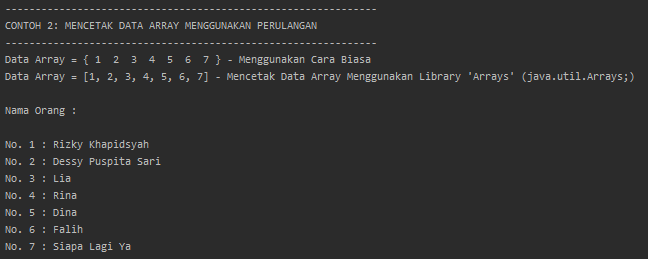 --------------------------------------------------------------
CONTOH 2: MENCETAK DATA ARRAY MENGGUNAKAN PERULANGAN
--------------------------------------------------------------
Data Array = { 1  2  3  4  5  6  7 } - Menggunakan Cara Biasa
Data Array = [1, 2, 3, 4, 5, 6, 7] - Mencetak Data Array Menggunakan Library 'Arrays' (java.util.Arrays;)
Nama Orang :
No. 1 : Rizky Khapidsyah
No. 2 : Dessy Puspita Sari
No. 3 : Lia
No. 4 : Rina
No. 5 : Dina
No. 6 : Falih
No. 7 : Siapa Lagi Ya